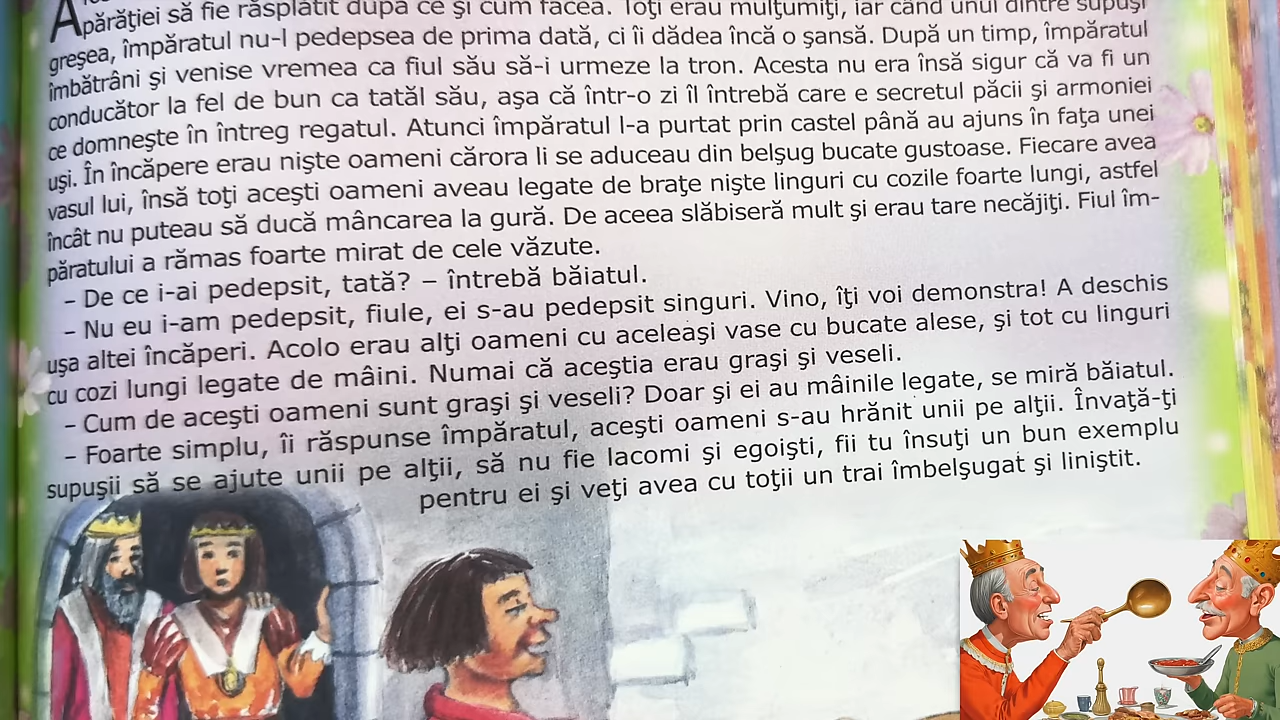 Apărăţiei să fie răsplătit după ce şi cum făcea. Toţi erau mulţumiţi, iar când unul dintre supuşi
greşea, împăratul nu-l pedepsea de prima dată, ci îi dădea încă o şansă. După un timp, împăratul
îmbătrâni şi venise vremea ca fiul său să-i urmeze la tron. Acesta nu era însă sigur că va fi un
conducător la fel de bun ca tatăl său, aşa că într-o zi îl întrebă care e secretul păcii şi armoniei
ce domneşte în întreg regatul. Atunci împăratul l-a purtat prin castel până au ajuns în faţa unei
uşi. În încăpere erau nişte oameni cărora li se aduceau din belşug bucate gustoase. Fiecare avea
vasul lui, însă toţi aceşti oameni aveau legate de braţe nişte linguri cu cozile foarte lungi, astfel
încât nu puteau să ducă mâncarea la gură. De aceea slăbiseră mult şi erau tare necăjiţi. Fiul îm-
păratului a rămas foarte mirat de cele văzute.
– De ce i-ai pedepsit, tată? – întrebă băiatul.
– Nu eu i-am pedepsit, fiule, ei s-au pedepsit singuri. Vino, îţi voi demonstra! A deschis
uşa altei încăperi. Acolo erau alţi oameni cu aceleaşi vase cu bucate alese, şi tot cu linguri
cu cozi lungi legate de mâini. Numai că aceştia erau graşi şi veseli.
– Cum de aceşti oameni sunt graşi şi veseli? Doar şi ei au mâinile legate, se miră băiatul.
– Foarte simplu, îi răspunse împăratul, aceşti oameni s-au hrănit unii pe alţii. Învaţă-ţi
supuşii să se ajute unii pe alţii, să nu fie lacomi şi egoişti, fii tu însuţi un bun exemplu
pentru ei şi veţi avea cu toţii un trai îmbelşugat şi liniştit.